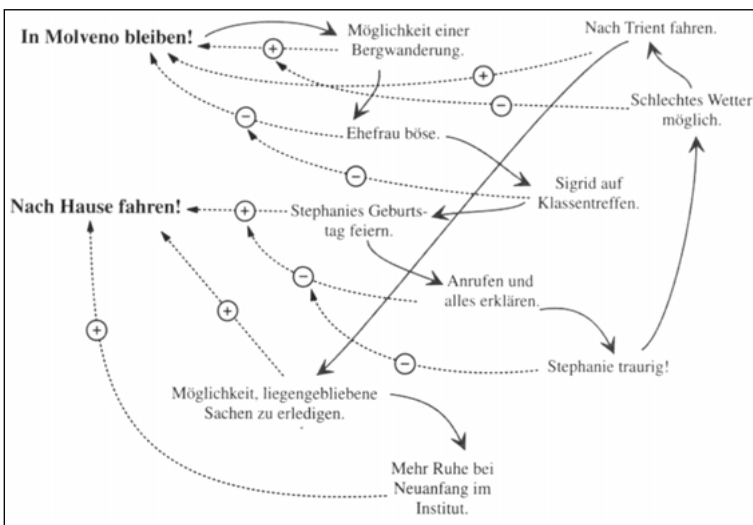 In Molveno bleiben!
Möglichkeit einer
Bergwanderung.
Nach Trient fahren.
+
+
−
−
Schlechtes Wetter
möglich.
Ehefrau böse.
−
Sigrid auf
Klassentreffen.
Nach Hause fahren!
+
Stephanies Geburts-
tag feiern.
−
Anrufen und
alles erklären.
+
+
−
Stephanie traurig!
Möglichkeit, liegengebliebene
Sachen zu erledigen.
Mehr Ruhe bei
Neuanfang im
Institut.